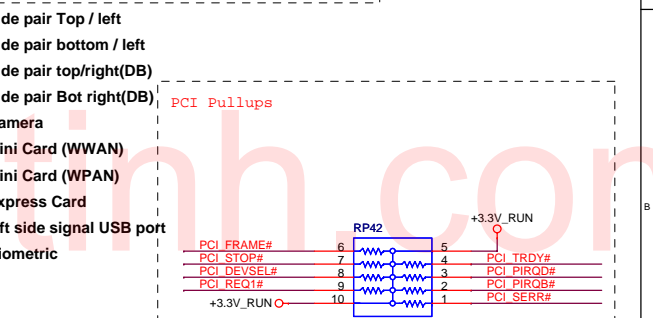 de pair Top / left
de pair bottom / left
de pair top/right(DB)
de pair Bot right(DB)
amera
ini Card (WWAN)
ini Card (WPAN)
xpress Card
ft side signal USB port
iometric
PCI Pullups
tinh.com
B
RP42
+3.3V_RUN
PCI_FRAME# 6 5
PCI_STOP# 7 4 PCI_TRDY#
PCI_DEVSEL# 8 3 PCI_PIRQD#
PCI_REQ1# 9 2 PCI_PIRQB#
+3.3V_RUN 10 1 PCI_SERR#